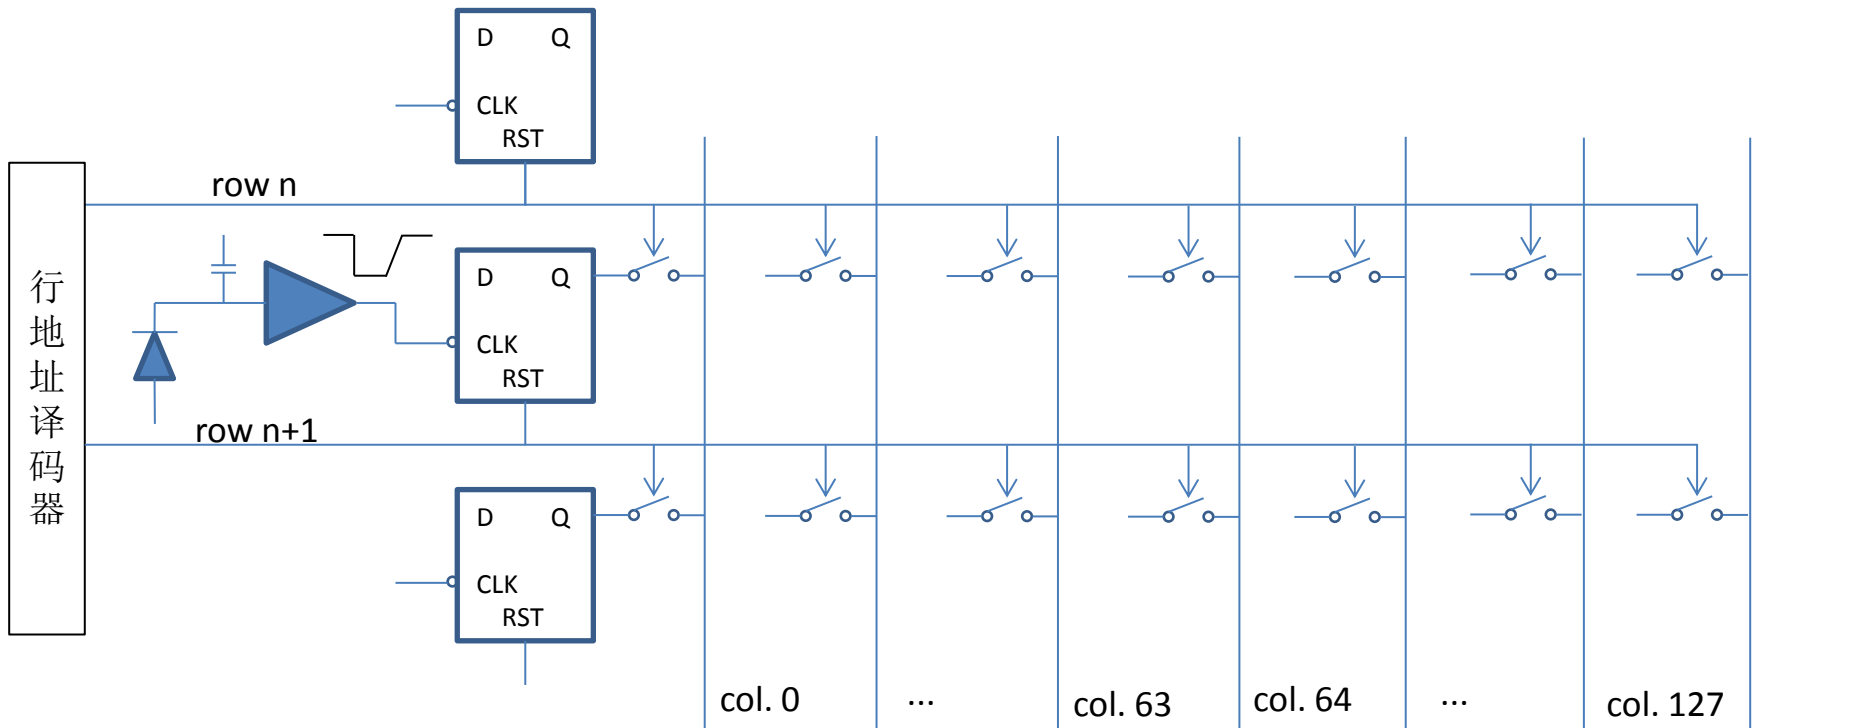 D Q
CLK
RST
row n
行地址译码器
D Q
CLK
RST
row n+1
D Q
CLK
RST
col. 0 ... col. 63 col. 64 ... col. 127